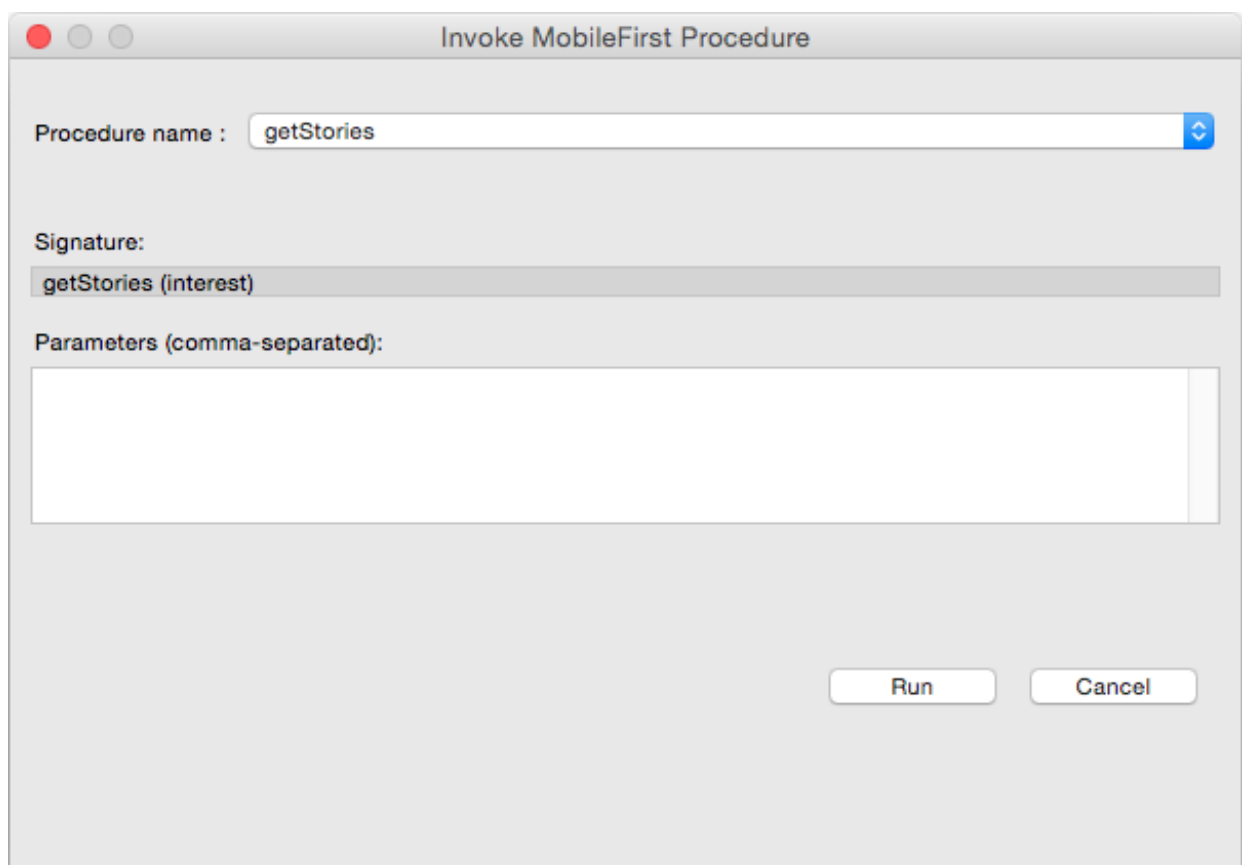 Invoke MobileFirst Procedure
Procedure name : getStories
Signature:
getStories (interest)
Parameters (comma-separated):
Run Cancel